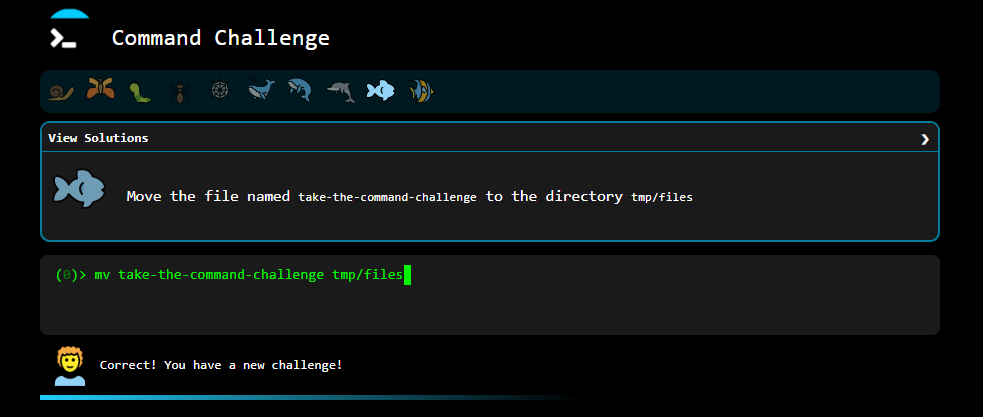 Command Challenge
View Solutions
Move the file named take-the-command-challenge to the directory tmp/files
(0)> mv take-the-command-challenge tmp/files
Correct! You have a new challenge!